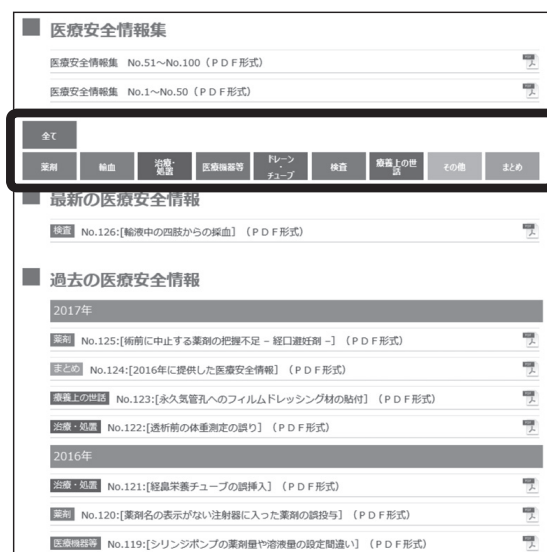 医療安全情報集
医療安全情報集 No.51～No.100（ＰＤＦ形式）
医療安全情報集 No.1～No.50（ＰＤＦ形式）
全て
薬剤 輸血 治療・処置 医療機器等 ドレーン・チューブ 検査 療養上の世話 その他 まとめ
最新の医療安全情報
検査 No.126:[輸液中の四肢からの採血]（ＰＤＦ形式）
過去の医療安全情報
2017年
薬剤 No.125:[術前に中止する薬剤の把握不足 – 経口避妊剤 –]（ＰＤＦ形式）
まとめ No.124:[2016年に提供した医療安全情報]（ＰＤＦ形式）
療養上の世話 No.123:[永久気管孔へのフィルムドレッシング材の貼付]（ＰＤＦ形式）
治療・処置 No.122:[透析前の体重測定の誤り]（ＰＤＦ形式）
2016年
治療・処置 No.121:[経鼻栄養チューブの誤挿入]（ＰＤＦ形式）
薬剤 No.120:[薬剤名の表示がない注射器に入った薬剤の誤投与]（ＰＤＦ形式）
医療機器等 No.119:[シリンジポンプの薬剤量や溶液量の設定間違い]（ＰＤＦ形式）